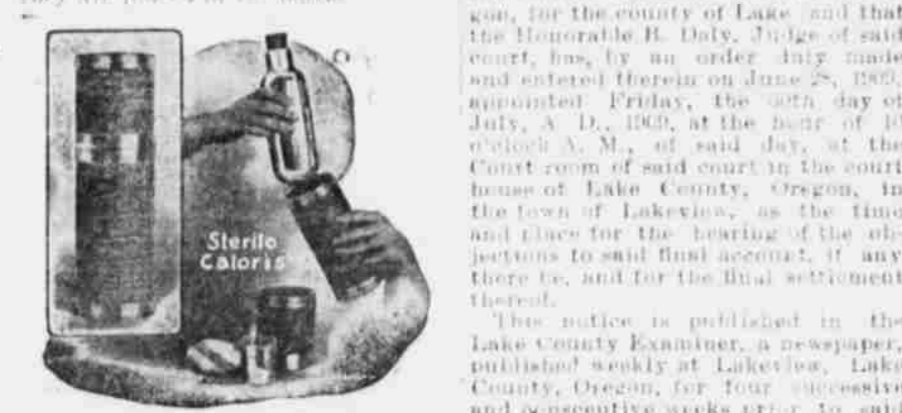 Sterilo
Caloris
gon, for the county of Lake and that
the Honorable B. Daly, Judge of said
court, has, by an order duly made
and entered therein on June 28, 1909,
appointed Friday, the day of
July, A. D., 1909, at the hour of 10
o'clock A. M., of said day, at the
Court room of said court in the court
house of Lake County, Oregon, in
the town of Lakeview, as the time
and place for the hearing of the ob-
jections to said final account, if any
there be, and for the final settlement
thereof.
This notice is published in the
Lake County Examiner, a newspaper,
published weekly at Lakeview, Lake
County, Oregon, for four successive
and consecutive weeks prior to said